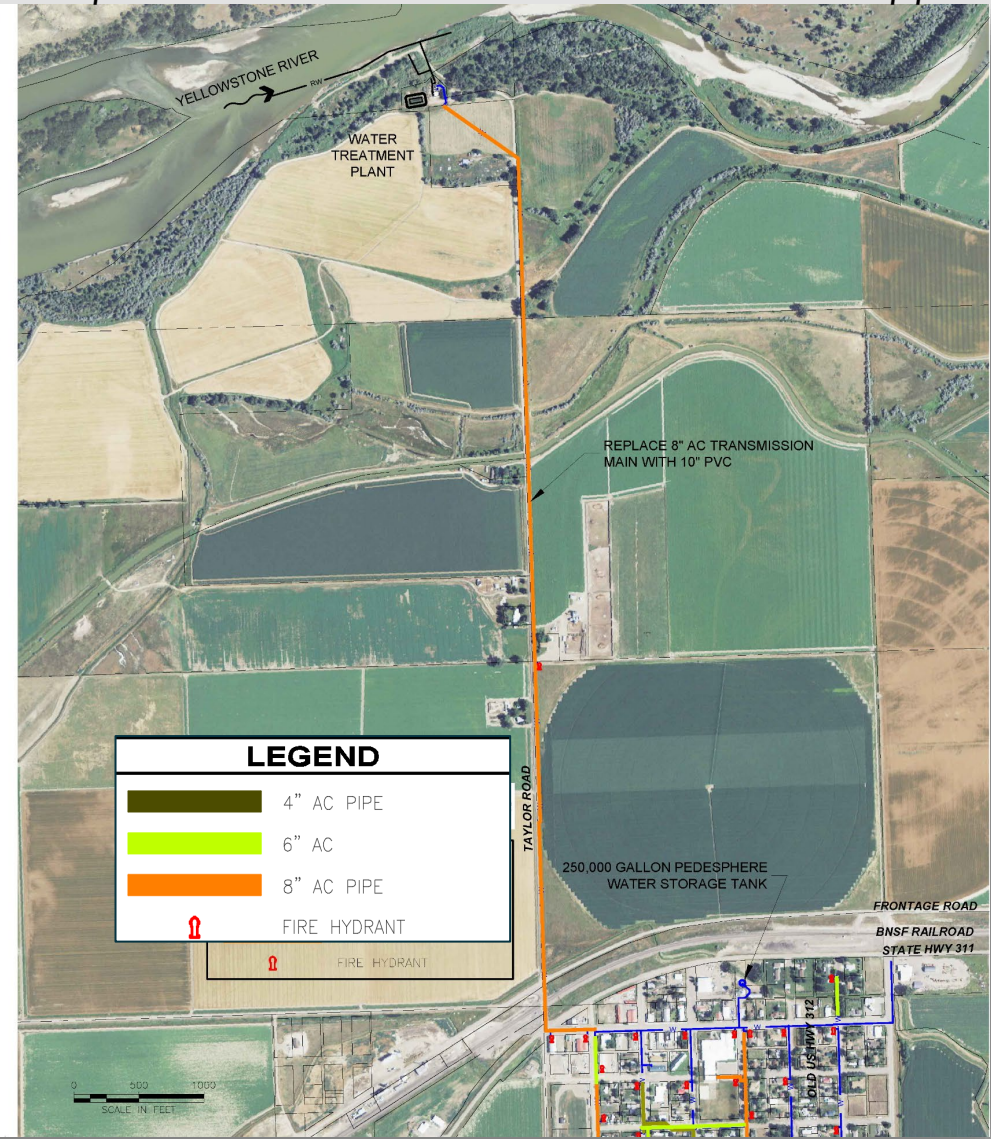 YELLOWSTONE RIVER
RW
WATER
TREATMENT
PLANT
W
REPLACE 8" AC TRANSMISSION
MAIN WITH 10" PVC
LEGEND
4” AC PIPE
6” AC
8” AC PIPE
FIRE HYDRANT
FIRE HYDRANT
TAYLOR ROAD
250,000 GALLON PEDESPHERE
WATER STORAGE TANK
FRONTAGE ROAD
BNSF RAILROAD
STATE HWY 311
OLD US HWY 312
W
W
W
W
W
W
0 500 1000
SCALE IN FEET